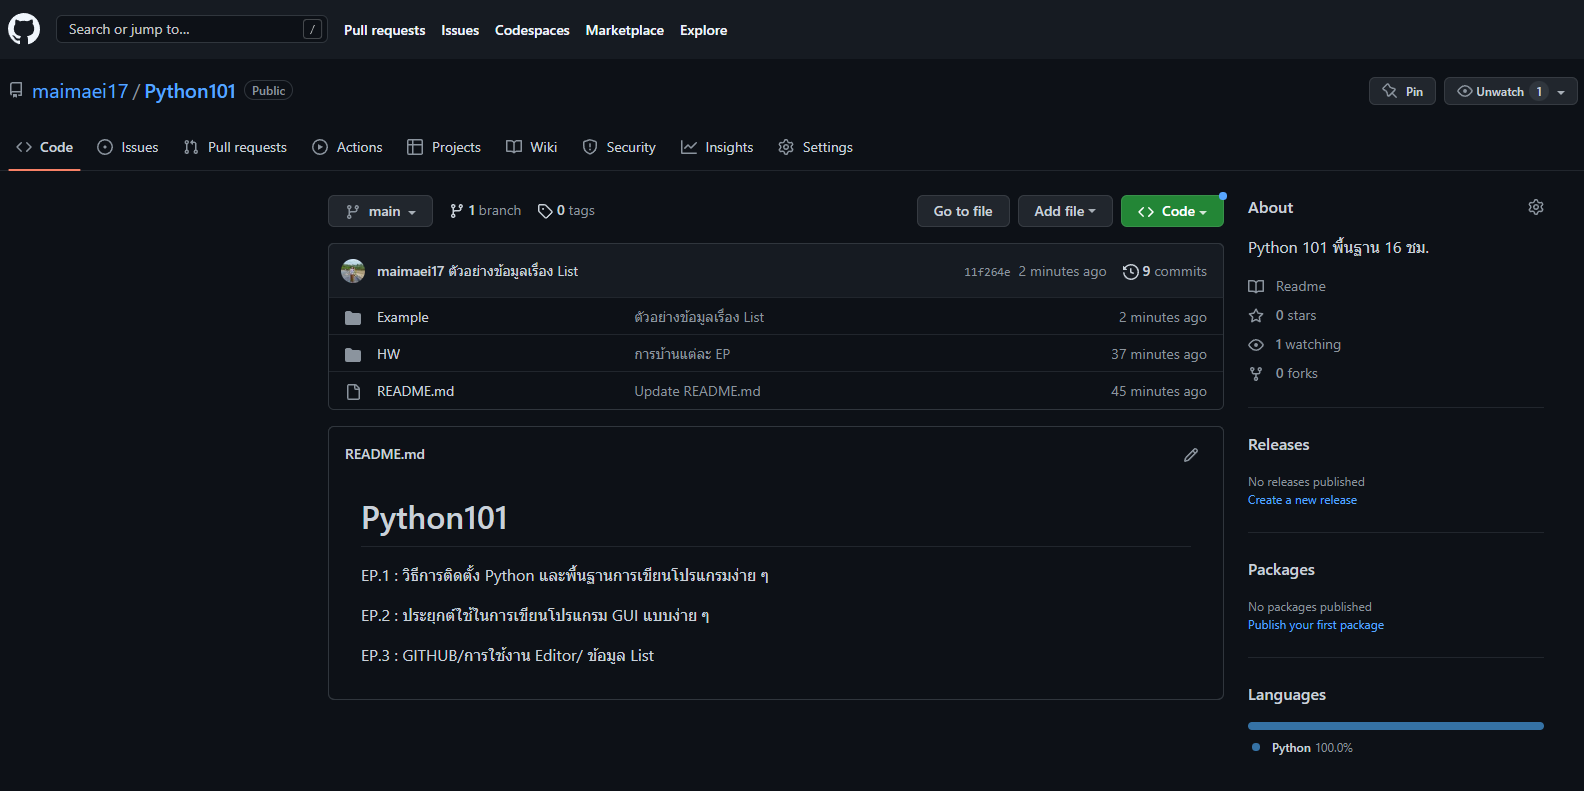 Search or jump to... /
Pull requests Issues Codespaces Marketplace Explore
maimaei17 / Python101 Public
Pin Unwatch 1
Code Issues Pull requests Actions Projects Wiki Security Insights Settings
main 1 branch 0 tags
Go to file Add file Code
maimaei17 ตัวอย่างข้อมูลเรื่อง List 11f264e 2 minutes ago 9 commits
Example ตัวอย่างข้อมูลเรื่อง List 2 minutes ago
HW การบ้านแต่ละ EP 37 minutes ago
README.md Update README.md 45 minutes ago
README.md
Python101
EP.1 : วิธีการติดตั้ง Python และพื้นฐานการเขียนโปรแกรมง่าย ๆ
EP.2 : ประยุกต์ใช้ในการเขียนโปรแกรม GUI แบบง่าย ๆ
EP.3 : GITHUB/การใช้งาน Editor/ ข้อมูล List
About
Python 101 พื้นฐาน 16 ชม.
Readme
0 stars
1 watching
0 forks
Releases
No releases published
Create a new release
Packages
No packages published
Publish your first package
Languages
Python 100.0%